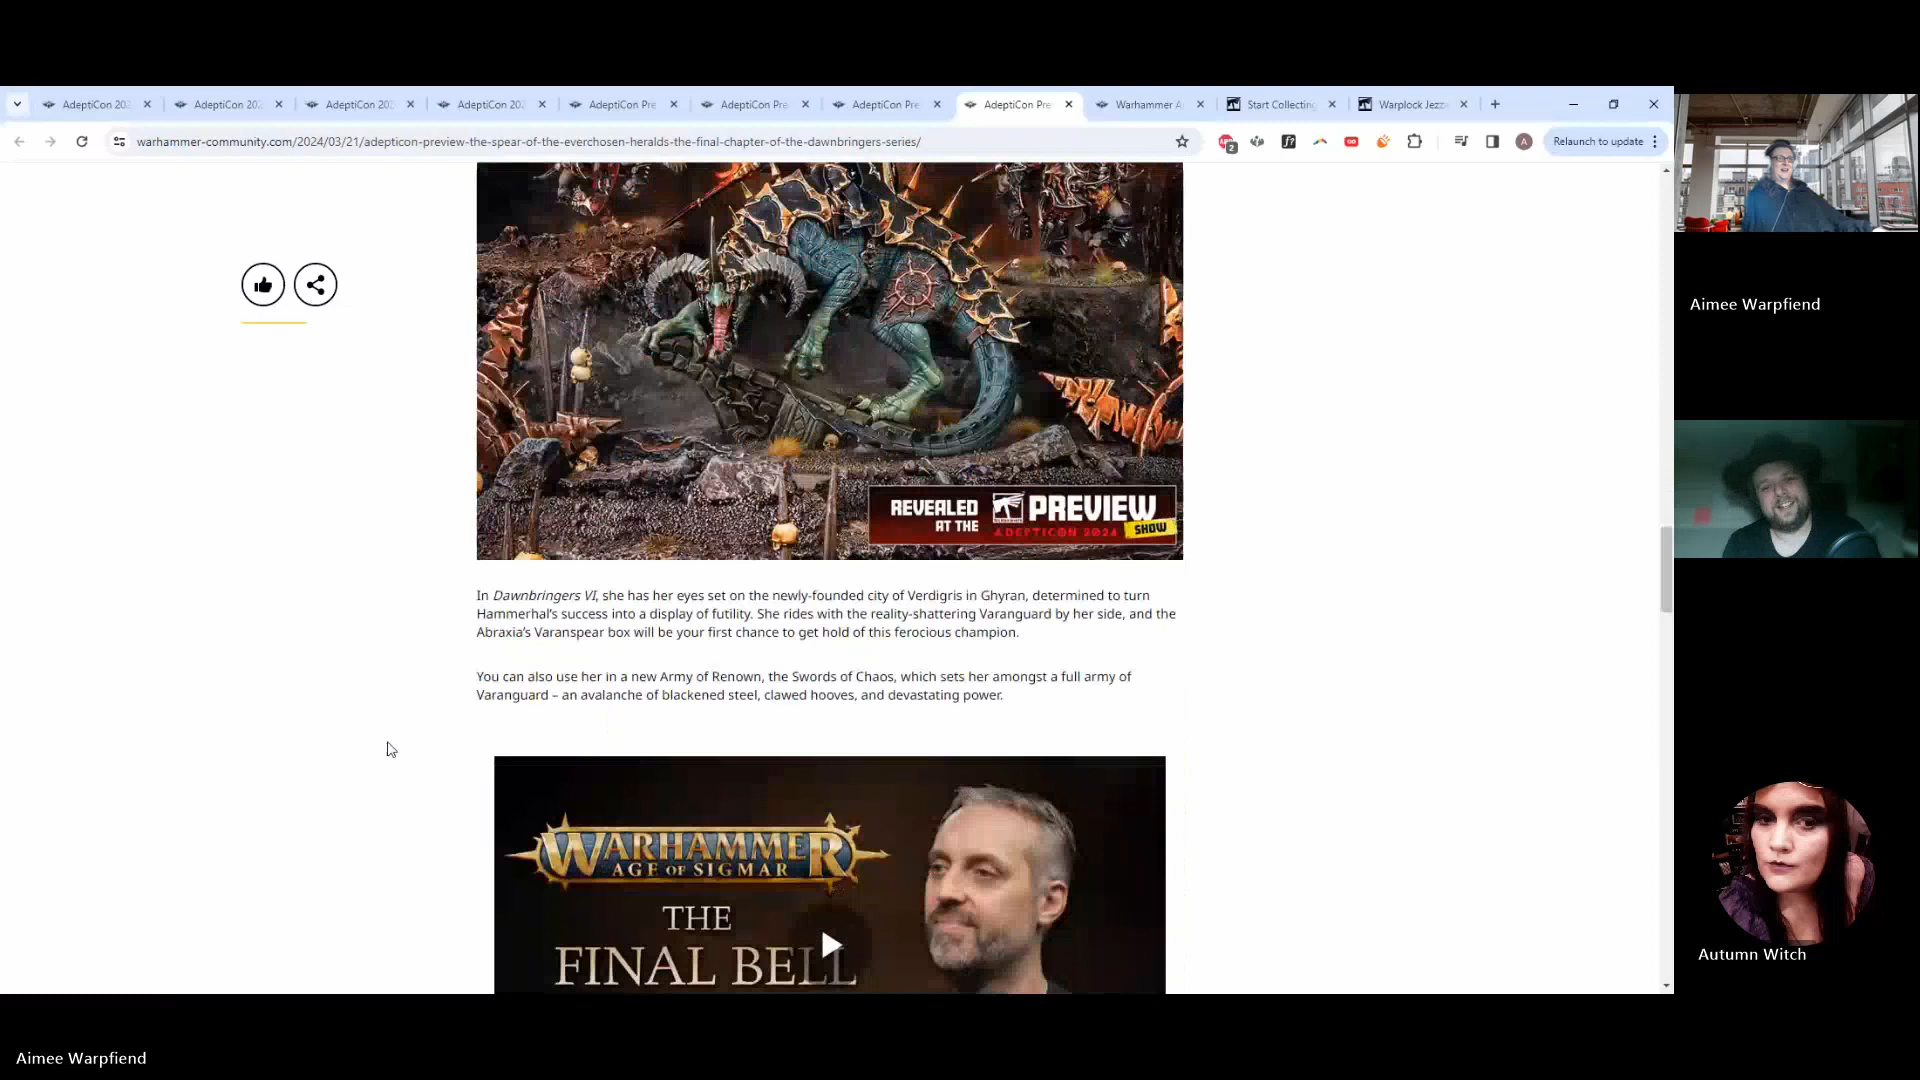 AdeptiCon 202
AdeptiCon 202
AdeptiCon 202
AdeptiCon 202
AdeptiCon Pre
AdeptiCon Pre
AdeptiCon Pre
AdeptiCon Pre
Warhammer A
Start Collecting
Warplock Jezz
warhammer-community.com/2024/03/21/adepticon-preview-the-spear-of-the-everchosen-heralds-the-final-chapter-of-the-dawnbringers-series/
2
A
Relaunch to update
REVEALED
AT THE
PREVIEW
ADEPTICON 2024
SHOW
In Dawnbringers VI, she has her eyes set on the newly-founded city of Verdigris in Ghyran, determined to turn
Hammerhal's success into a display of futility. She rides with the reality-shattering Varanguard by her side, and the
Abraxia's Varanspear box will be your first chance to get hold of this ferocious champion.
You can also use her in a new Army of Renown, the Swords of Chaos, which sets her amongst a full army of
Varanguard – an avalanche of blackened steel, clawed hooves, and devastating power.
WARHAMMER
AGE OF SIGMAR
THE
FINAL BELL
Aimee Warpfiend
Autumn Witch
Aimee Warpfiend